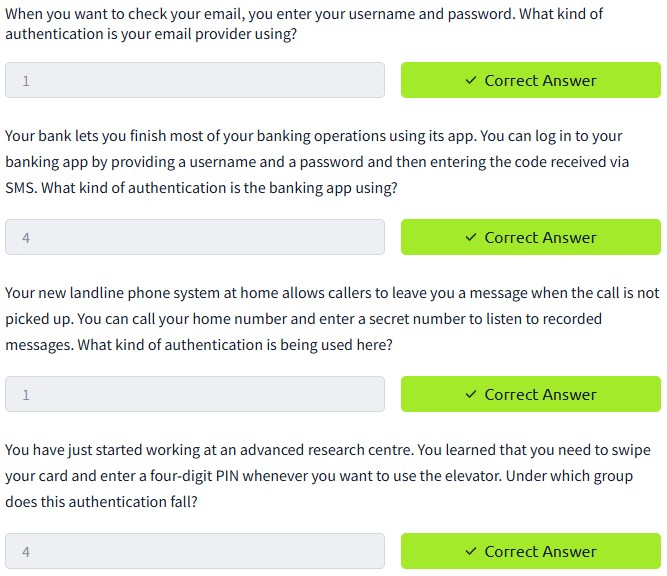 When you want to check your email, you enter your username and password. What kind of
authentication is your email provider using?
1
✓ Correct Answer
Your bank lets you finish most of your banking operations using its app. You can log in to your
banking app by providing a username and a password and then entering the code received via
SMS. What kind of authentication is the banking app using?
4
✓ Correct Answer
Your new landline phone system at home allows callers to leave you a message when the call is not
picked up. You can call your home number and enter a secret number to listen to recorded
messages. What kind of authentication is being used here?
1
✓ Correct Answer
You have just started working at an advanced research centre. You learned that you need to swipe
your card and enter a four-digit PIN whenever you want to use the elevator. Under which group
does this authentication fall?
4
✓ Correct Answer